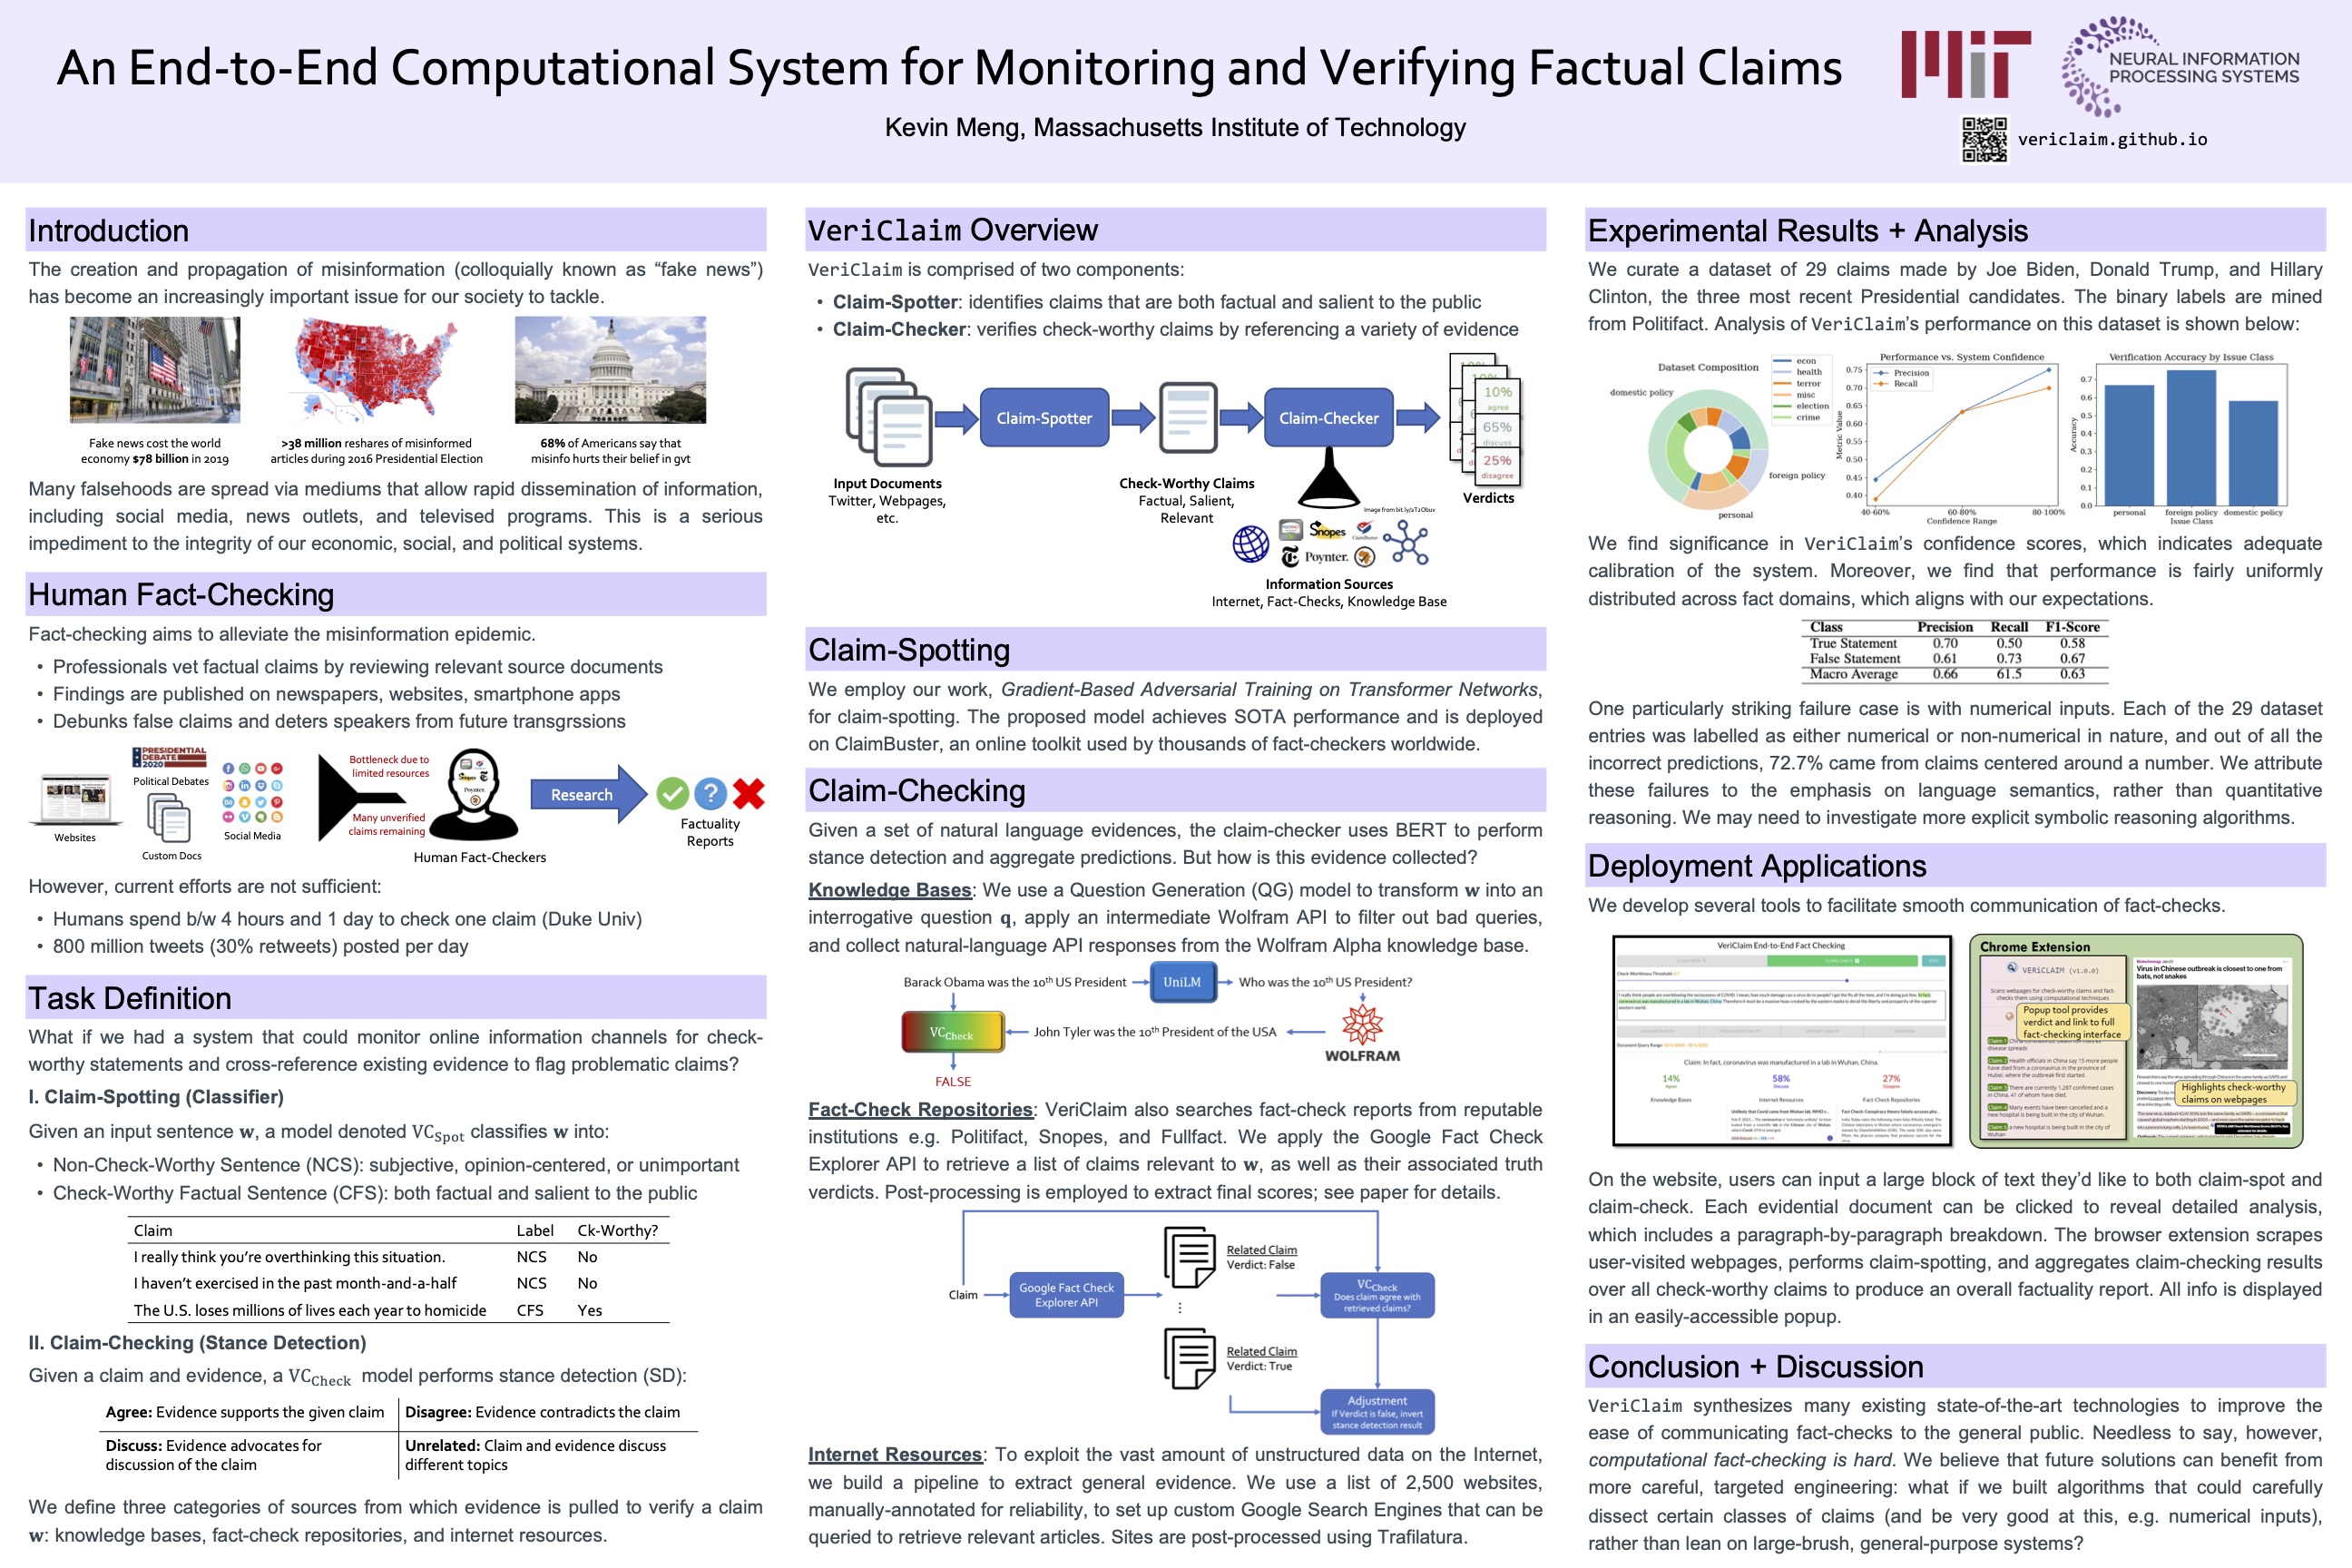 An End-to-End Computational System for Monitoring and Verifying Factual Claims
Kevin Meng, Massachusetts Institute of Technology
MIT
NEURAL INFORMATION
PROCESSING SYSTEMS
vericlaim.github.io
Introduction
The creation and propagation of misinformation (colloquially known as “fake news”)
has become an increasingly important issue for our society to tackle.
Fake news cost the world
economy $78 billion in 2019
>38 million reshares of misinformed
articles during 2016 Presidential Election
68% of Americans say that
misinfo hurts their belief in gvt
Many falsehoods are spread via mediums that allow rapid dissemination of information,
including social media, news outlets, and televised programs. This is a serious
impediment to the integrity of our economic, social, and political systems.
Human Fact-Checking
Fact-checking aims to alleviate the misinformation epidemic.
• Professionals vet factual claims by reviewing relevant source documents
• Findings are published on newspapers, websites, smartphone apps
• Debunks false claims and deters speakers from future transgrssions
Websites
PRESIDENTIAL
DEBATE
2020
Political Debates
Custom Docs
Social Media
Bottleneck due to
limited resources
Many unverified
claims remaining
Human Fact-Checkers
Research
Factuality
Reports
However, current efforts are not sufficient:
• Humans spend b/w 4 hours and 1 day to check one claim (Duke Univ)
• 800 million tweets (30% retweets) posted per day
Task Definition
What if we had a system that could monitor online information channels for check-
worthy statements and cross-reference existing evidence to flag problematic claims?
I. Claim-Spotting (Classifier)
Given an input sentence w, a model denoted VCSpot classifies w into:
• Non-Check-Worthy Sentence (NCS): subjective, opinion-centered, or unimportant
• Check-Worthy Factual Sentence (CFS): both factual and salient to the public
Claim Label Ck-Worthy?
I really think you’re overthinking this situation. NCS No
I haven’t exercised in the past month-and-a-half NCS No
The U.S. loses millions of lives each year to homicide CFS Yes
II. Claim-Checking (Stance Detection)
Given a claim and evidence, a VCCheck model performs stance detection (SD):
Agree: Evidence supports the given claim
Disagree: Evidence contradicts the claim
Discuss: Evidence advocates for
discussion of the claim
Unrelated: Claim and evidence discuss
different topics
We define three categories of sources from which evidence is pulled to verify a claim
w: knowledge bases, fact-check repositories, and internet resources.
VeriClaim Overview
VeriClaim is comprised of two components:
• Claim-Spotter: identifies claims that are both factual and salient to the public
• Claim-Checker: verifies check-worthy claims by referencing a variety of evidence
Input Documents
Twitter, Webpages,
etc.
Claim-Spotter
Check-Worthy Claims
Factual, Salient,
Relevant
Claim-Checker
10%
agree
65%
discuss
25%
disagree
Verdicts
Image from bit.ly/2T2Obuv
Snopes
Poynter.
Information Sources
Internet, Fact-Checks, Knowledge Base
Claim-Spotting
We employ our work, Gradient-Based Adversarial Training on Transformer Networks,
for claim-spotting. The proposed model achieves SOTA performance and is deployed
on ClaimBuster, an online toolkit used by thousands of fact-checkers worldwide.
Claim-Checking
Given a set of natural language evidences, the claim-checker uses BERT to perform
stance detection and aggregate predictions. But how is this evidence collected?
Knowledge Bases: We use a Question Generation (QG) model to transform w into an
interrogative question q, apply an intermediate Wolfram API to filter out bad queries,
and collect natural-language API responses from the Wolfram Alpha knowledge base.
Barack Obama was the 10th US President
UniLM
Who was the 10th US President?
VCCheck
John Tyler was the 10th President of the USA
WOLFRAM
FALSE
Fact-Check Repositories: VeriClaim also searches fact-check reports from reputable
institutions e.g. Politifact, Snopes, and Fullfact. We apply the Google Fact Check
Explorer API to retrieve a list of claims relevant to w, as well as their associated truth
verdicts. Post-processing is employed to extract final scores; see paper for details.
Claim
Google Fact Check
Explorer API
Related Claim
Verdict: False
⋮
Related Claim
Verdict: True
VCCheck
Does claim agree with
retrieved claims?
Adjustment
If Verdict is false, invert
stance detection result
Internet Resources: To exploit the vast amount of unstructured data on the Internet,
we build a pipeline to extract general evidence. We use a list of 2,500 websites,
manually-annotated for reliability, to set up custom Google Search Engines that can be
queried to retrieve relevant articles. Sites are post-processed using Trafilatura.
Experimental Results + Analysis
We curate a dataset of 29 claims made by Joe Biden, Donald Trump, and Hillary
Clinton, the three most recent Presidential candidates. The binary labels are mined
from Politifact. Analysis of VeriClaim’s performance on this dataset is shown below:
Dataset Composition
domestic policy
foreign policy
personal
econ
health
terror
misc
election
crime
Performance vs. System Confidence
Precision
Recall
Metric Value
0.75
0.70
0.65
0.60
0.55
0.50
0.45
0.40
40-60% 60-80% 80-100%
Confidence Range
Verification Accuracy by Issue Class
Accuracy
0.7
0.6
0.5
0.4
0.3
0.2
0.1
0.0
personal foreign policy domestic policy
Issue Class
We find significance in VeriClaim’s confidence scores, which indicates adequate
calibration of the system. Moreover, we find that performance is fairly uniformly
distributed across fact domains, which aligns with our expectations.
Class Precision Recall F1-Score
True Statement 0.70 0.50 0.58
False Statement 0.61 0.73 0.67
Macro Average 0.66 61.5 0.63
One particularly striking failure case is with numerical inputs. Each of the 29 dataset
entries was labelled as either numerical or non-numerical in nature, and out of all the
incorrect predictions, 72.7% came from claims centered around a number. We attribute
these failures to the emphasis on language semantics, rather than quantitative
reasoning. We may need to investigate more explicit symbolic reasoning algorithms.
Deployment Applications
We develop several tools to facilitate smooth communication of fact-checks.
VeriClaim End-to-End Fact Checking
Claim: In fact, coronavirus was manufactured in a lab in Wuhan, China.
14%
Agree
58%
Discuss
27%
Disagree
Knowledge Bases
Internet Resources
Fact-Check Repositories
Chrome Extension
VERiCLAIM (v1.0.0)
Scans webpages for check-worthy claims and fact-
checks them using computational techniques
Popup tool provides
verdict and link to full
fact-checking interface
Virus in Chinese outbreak is closest to one from
bats, not snakes
Highlights check-worthy
claims on webpages
On the website, users can input a large block of text they’d like to both claim-spot and
claim-check. Each evidential document can be clicked to reveal detailed analysis,
which includes a paragraph-by-paragraph breakdown. The browser extension scrapes
user-visited webpages, performs claim-spotting, and aggregates claim-checking results
over all check-worthy claims to produce an overall factuality report. All info is displayed
in an easily-accessible popup.
Conclusion + Discussion
VeriClaim synthesizes many existing state-of-the-art technologies to improve the
ease of communicating fact-checks to the general public. Needless to say, however,
computational fact-checking is hard. We believe that future solutions can benefit from
more careful, targeted engineering: what if we built algorithms that could carefully
dissect certain classes of claims (and be very good at this, e.g. numerical inputs),
rather than lean on large-brush, general-purpose systems?